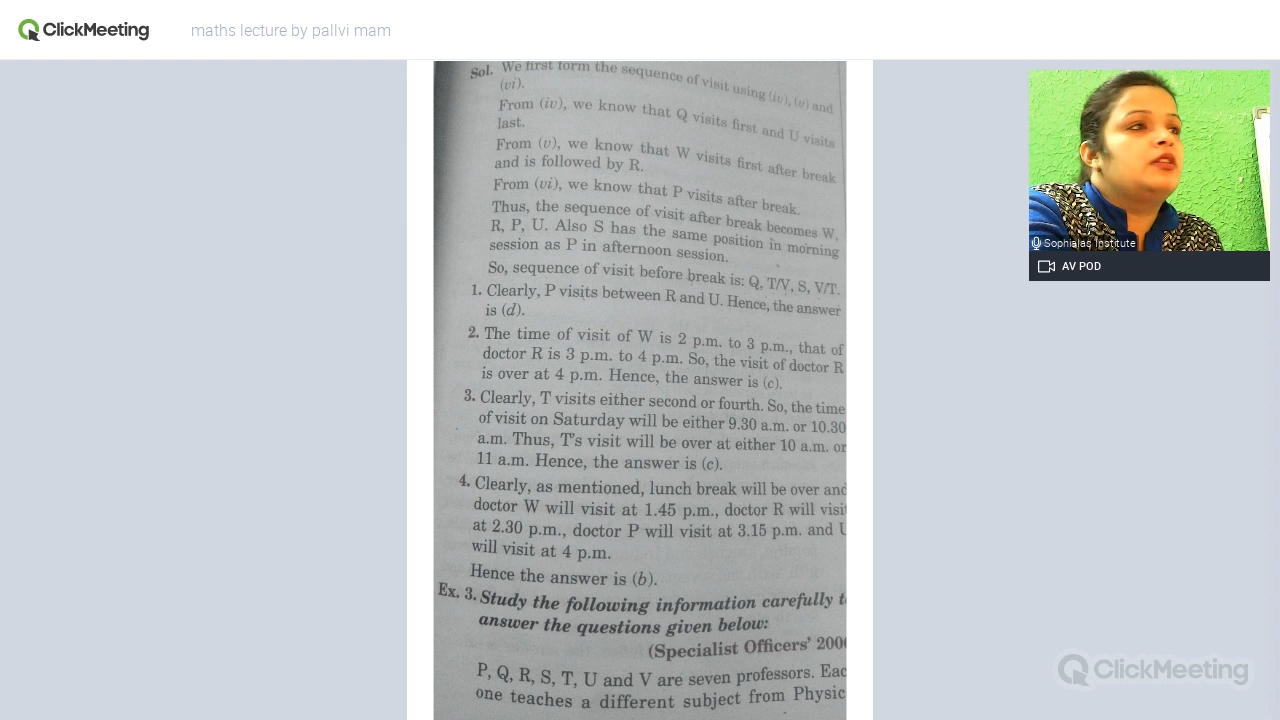 ClickMeeting
maths lecture by pallvi mam
Sol. We first form the sequence of visit using (iv), (v) and
(vi).
From (iv), we know that Q visits first and U visits
last.
From (v), we know that W visits first after break
and is followed by R.
From (vi), we know that P visits after break.
Thus, the sequence of visit after break becomes W,
R, P, U. Also S has the same position in morning
session as P in afternoon session.
So, sequence of visit before break is: Q, T/V, S, V/T.
1. Clearly, P visits between R and U. Hence, the answer
is (d).
2. The time of visit of W is 2 p.m. to 3 p.m., that of
doctor R is 3 p.m. to 4 p.m. So, the visit of doctor R
is over at 4 p.m. Hence, the answer is (c).
3. Clearly, T visits either second or fourth. So, the time
of visit on Saturday will be either 9.30 a.m. or 10.30
a.m. Thus, T's visit will be over at either 10 a.m. or
11 a.m. Hence, the answer is (c).
4. Clearly, as mentioned, lunch break will be over and
doctor W will visit at 1.45 p.m., doctor R will visi
at 2.30 p.m., doctor P will visit at 3.15 p.m. and U
will visit at 4 p.m.
Hence the answer is (b).
Ex. 3. Study the following information carefully t
answer the questions given below:
(Specialist Officers' 200
P, Q, R, S, T, U and V are seven professors. Eac
one teaches a different subject from Physic
Sophialas Institute
AV POD
ClickMeeting